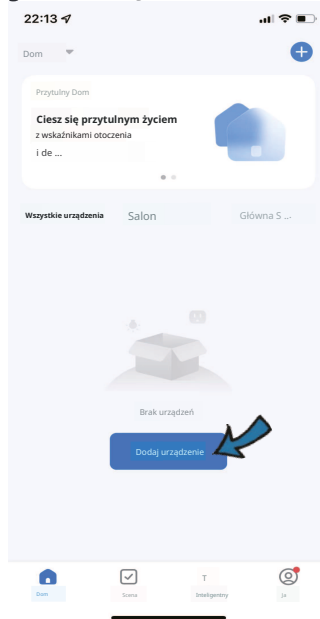 22:13
Dom
Przytulny Dom
Ciesz się przytulnym życiem
z wskaźnikami otoczenia
i de ...
Wszystkie urządzenia Salon Główna S ...
Brak urządzeń
Dodaj urządzenie
T
Dom Scena Inteligentny Ja